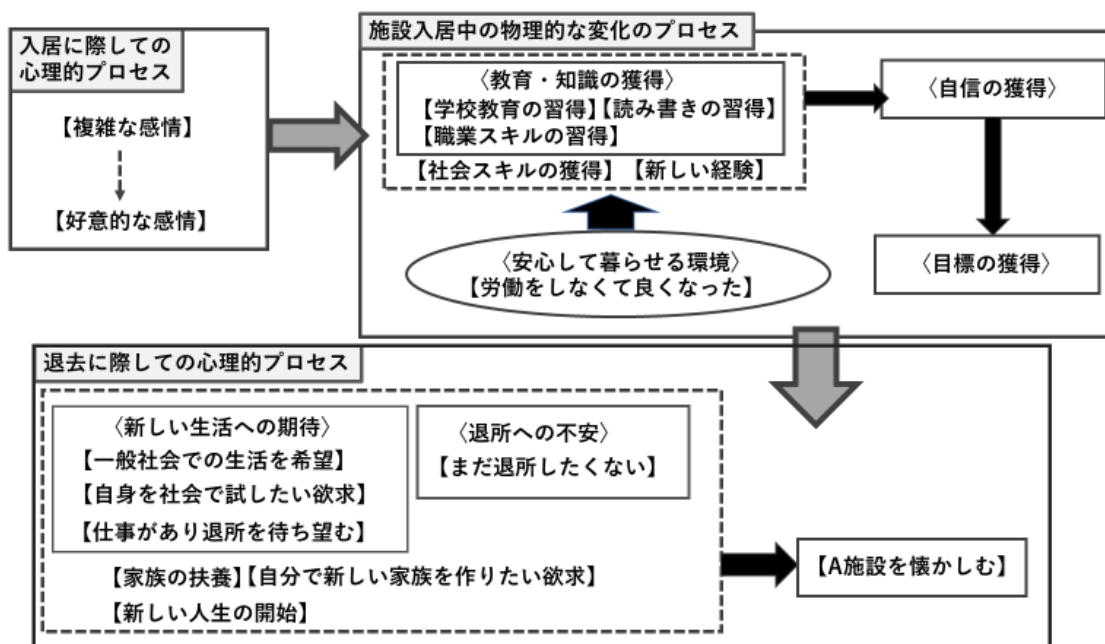 入居に際しての
心理的プロセス
【複雑な感情】
【好意的な感情】
施設入居中の物理的な変化のプロセス
〈教育・知識の獲得〉
【学校教育の習得】【読み書きの習得】
【職業スキルの習得】
【社会スキルの獲得】 【新しい経験】
〈安心して暮らせる環境〉
【労働をしなくて良くなった】
〈自信の獲得〉
〈目標の獲得〉
退去に際しての心理的プロセス
〈新しい生活への期待〉
【一般社会での生活を希望】
【自身を社会で試したい欲求】
【仕事があり退所を待ち望む】
〈退所への不安〉
【まだ退所したくない】
【家族の扶養】【自分で新しい家族を作りたい欲求】
【新しい人生の開始】
【A施設を懐かしむ】